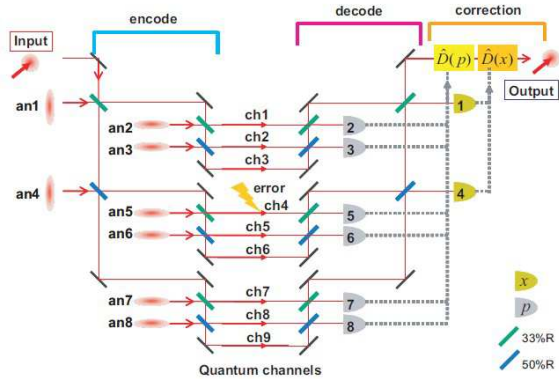 encode
decode
correction
Input
D̂(p)
D̂(x)
Output
an1
1
an2
ch1
2
an3
ch2
3
ch3
an4
error
4
ch4
an5
5
an6
ch5
6
ch6
x
an7
ch7
7
p
an8
ch8
8
33%R
ch9
50%R
Quantum channels